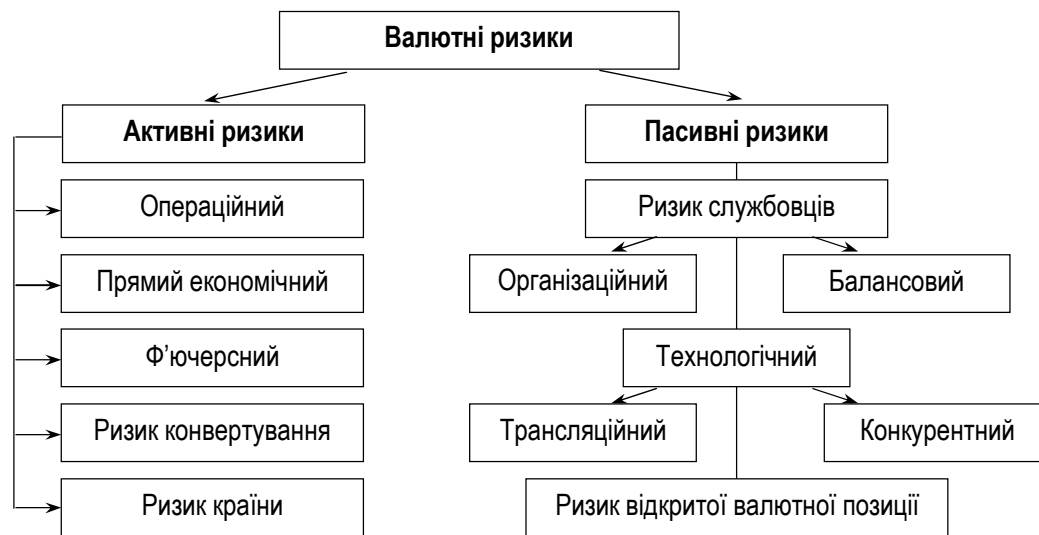 Валютні ризики
Активні ризики
Пасивні ризики
Операційний
Ризик службовців
Прямий економічний
Організаційний
Балансовий
Ф’ючерсний
Технологічний
Ризик конвертування
Трансляційний
Конкурентний
Ризик країни
Ризик відкритої валютної позиції